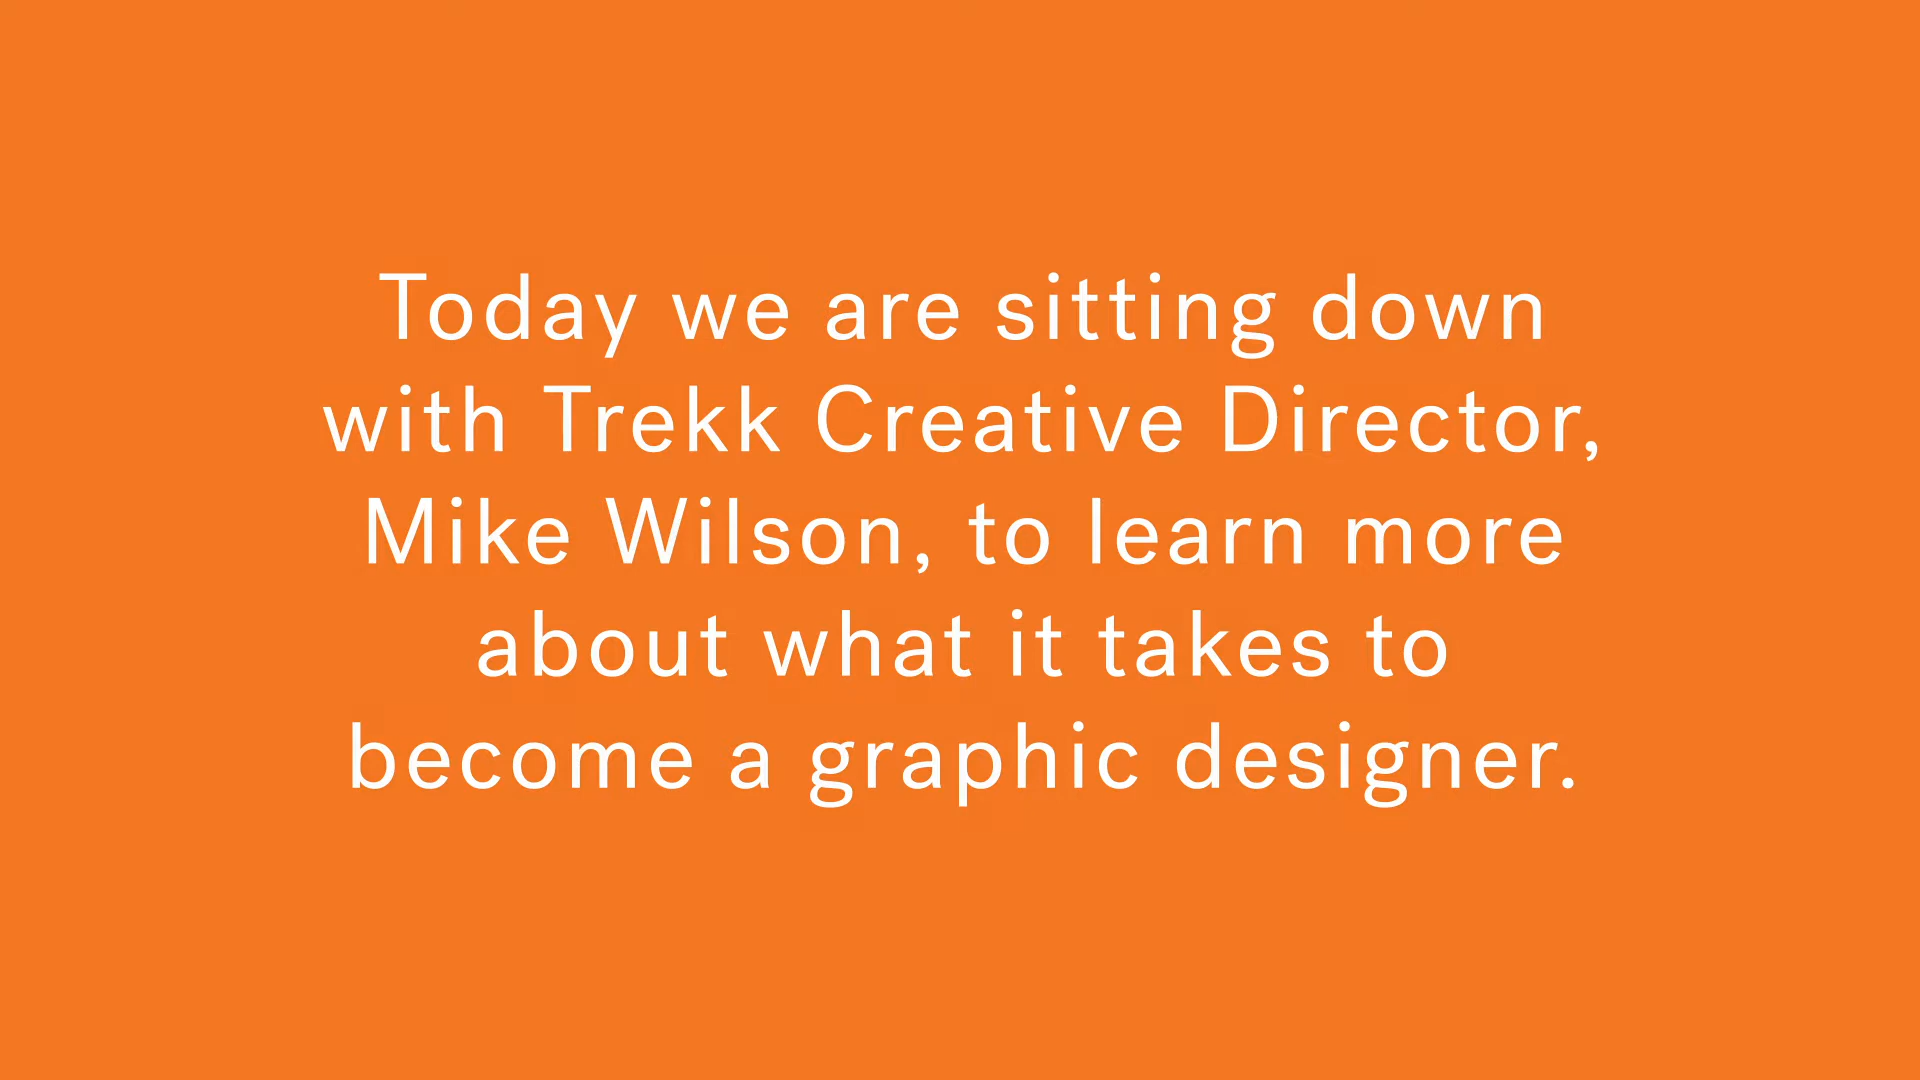 Today we are sitting down
with Trekk Creative Director,
Mike Wilson, to learn more
about what it takes to
become a graphic designer.